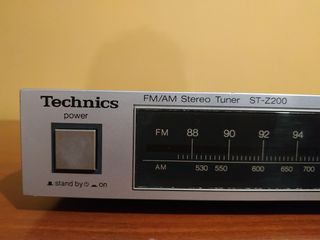 Technics
FM/AM Stereo Tuner ST-Z200
power
FM 88 90 92 94
AM 530 550 600 650 700
stand by on